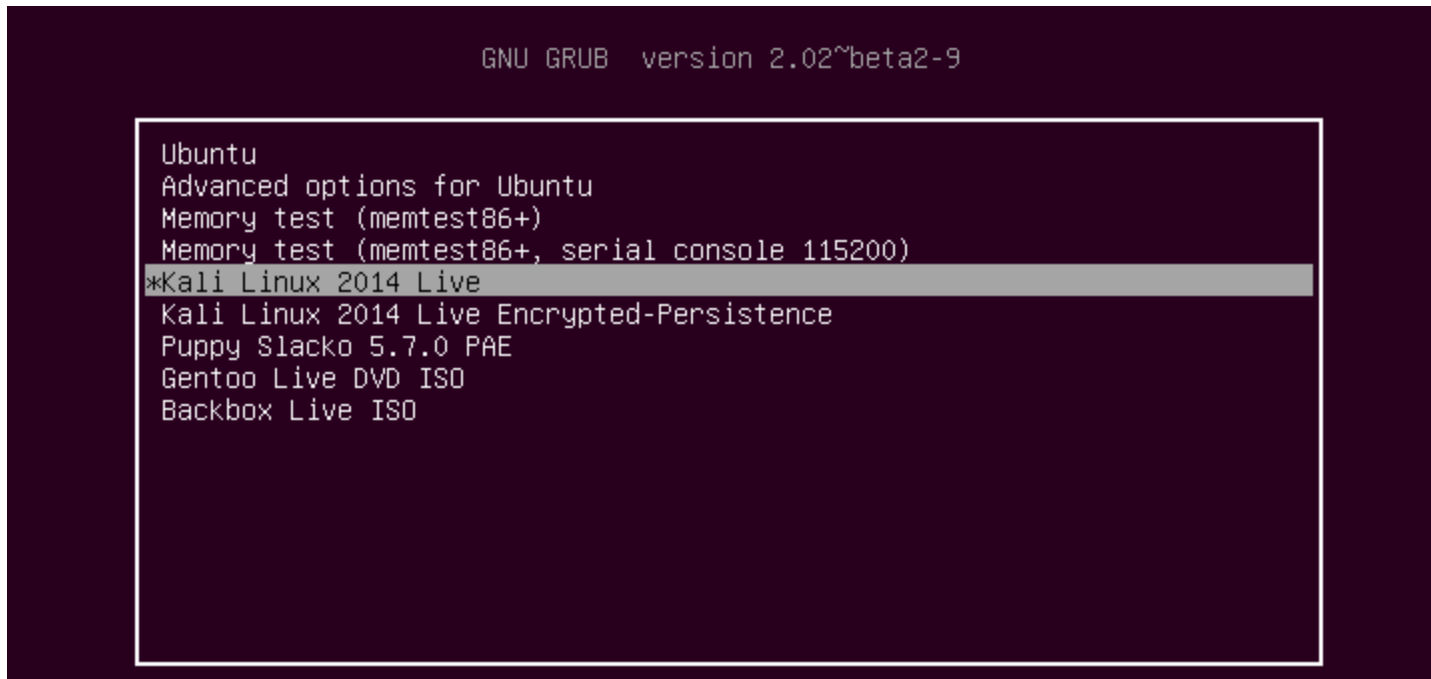 GNU GRUB  version 2.02~beta2-9
Ubuntu
Advanced options for Ubuntu
Memory test (memtest86+)
Memory test (memtest86+, serial console 115200)
*Kali Linux 2014 Live
Kali Linux 2014 Live Encrypted-Persistence
Puppy Slacko 5.7.0 PAE
Gentoo Live DVD ISO
Backbox Live ISO